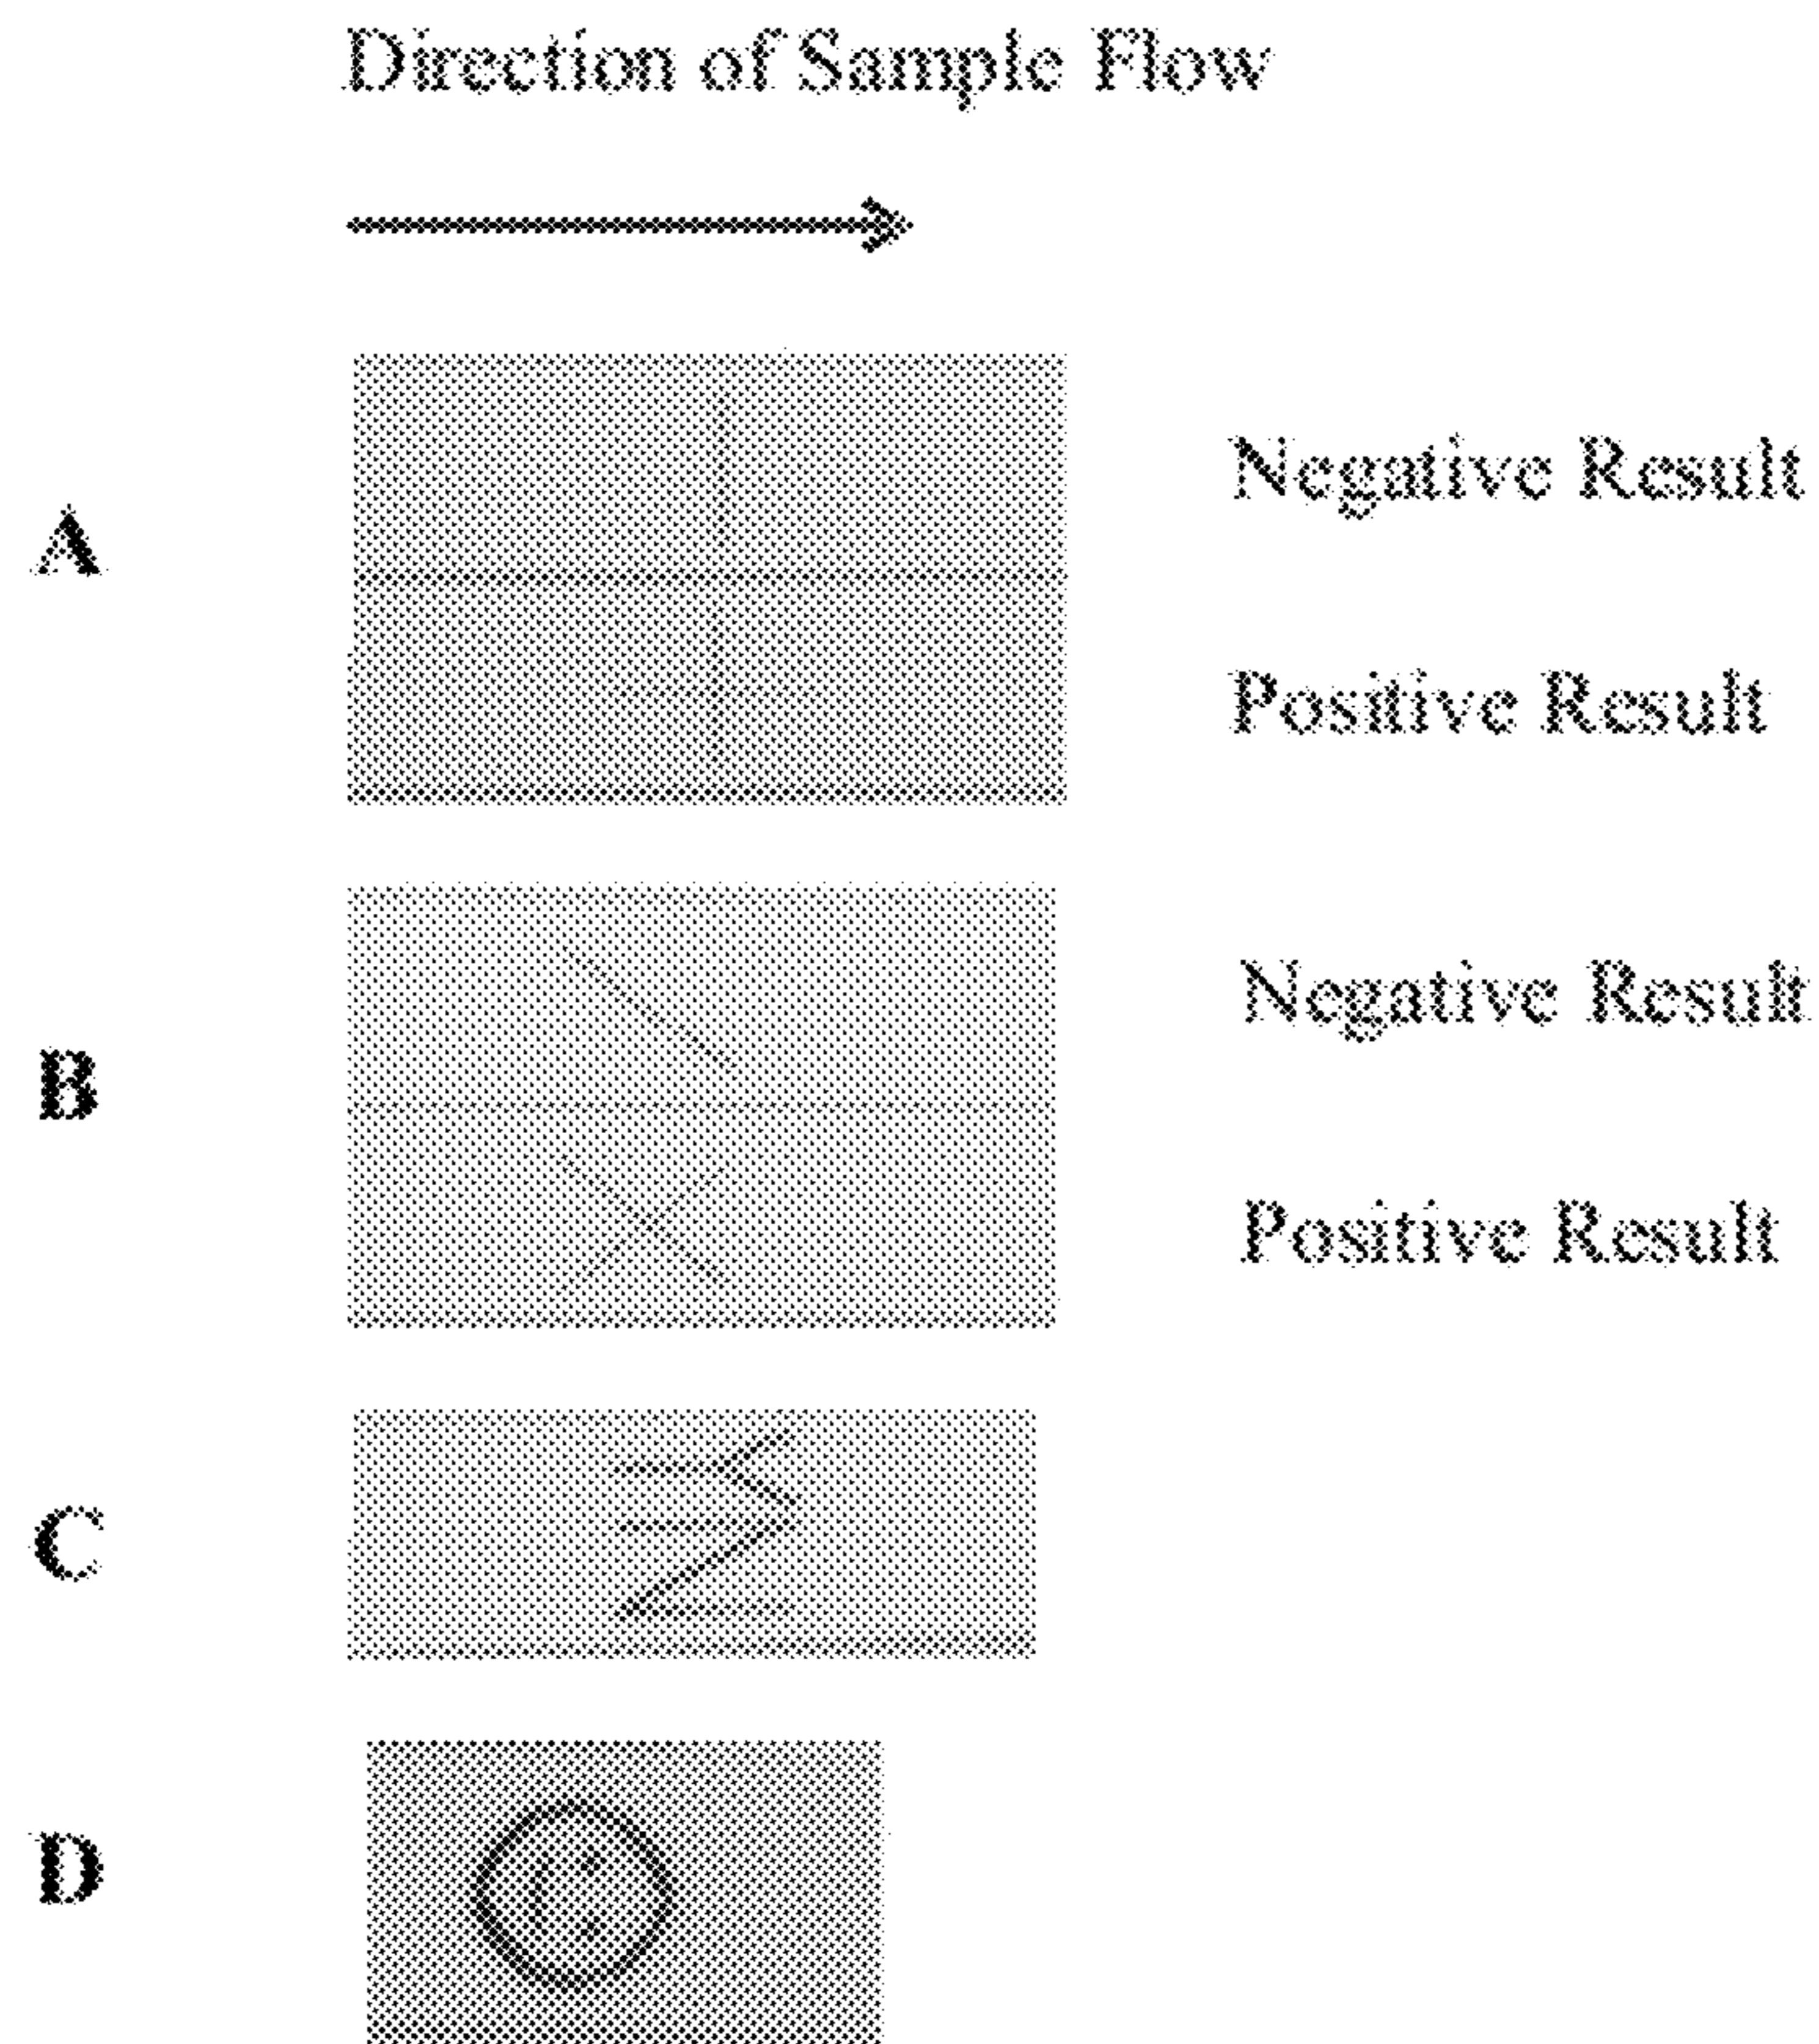 Direction of Sample Flow
A
Negative Result
Positive Result
B
Negative Result
Positive Result
C
D